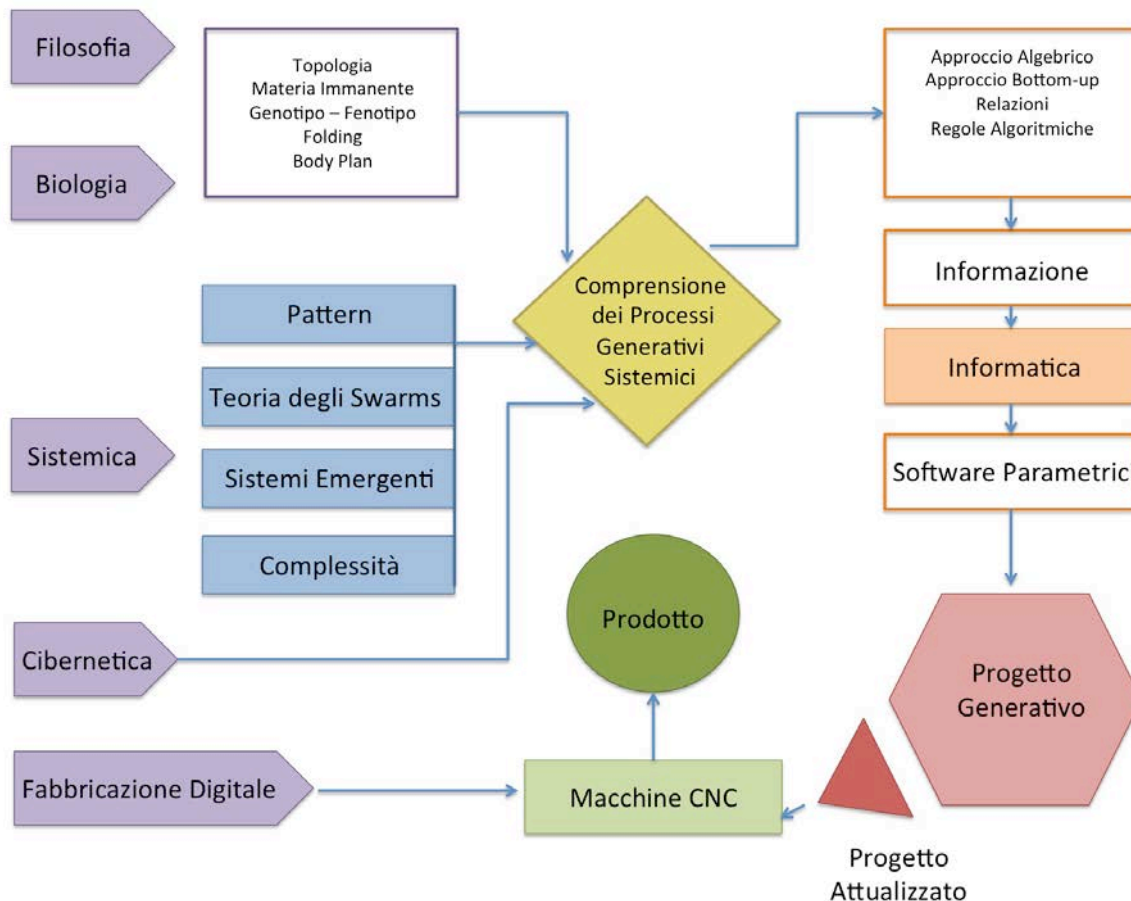 Filosofia
Biologia
Topologia
Materia Immanente
Genotipo – Fenotipo
Folding
Body Plan
Approccio Algebrico
Approccio Bottom-up
Relazioni
Regole Algoritmiche
Informazione
Informatica
Software Parametric
Comprensione
dei Processi
Generativi
Sistemici
Sistemica
Pattern
Teoria degli Swarms
Sistemi Emergenti
Complessità
Cibernetica
Prodotto
Progetto
Generativo
Fabbricazione Digitale
Macchine CNC
Progetto
Attualizzato